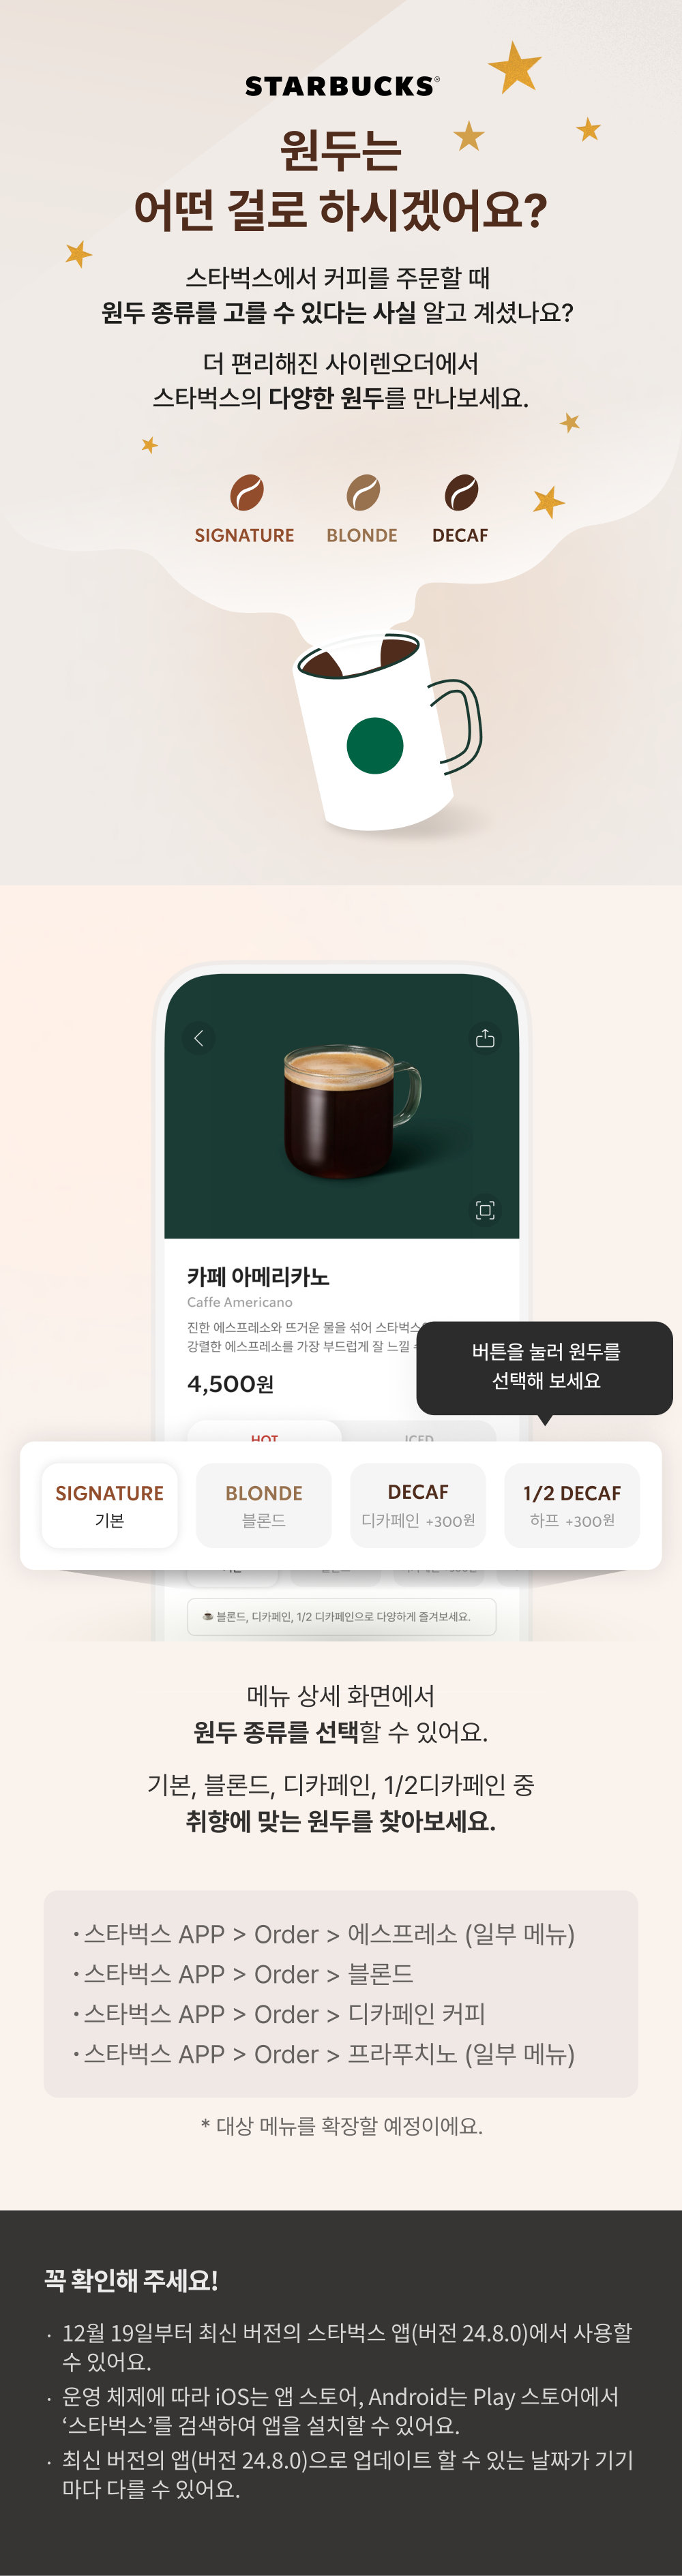 STARBUCKS®
원두는
어떤 걸로 하시겠어요?
스타벅스에서 커피를 주문할 때
원두 종류를 고를 수 있다는 사실 알고 계셨나요?
더 편리해진 사이렌오더에서
스타벅스의 다양한 원두를 만나보세요.
SIGNATURE BLONDE DECAF
카페 아메리카노
Caffe Americano
진한 에스프레소와 뜨거운 물을 섞어 스타벅스
강렬한 에스프레소를 가장 부드럽게 잘 느낄
4,500원
버튼을 눌러 원두를
선택해 보세요
HOT ICED
SIGNATURE BLONDE DECAF 1/2 DECAF
기본 블론드 디카페인 +300원 하프 +300원
블론드, 디카페인, 1/2 디카페인으로 다양하게 즐겨보세요.
메뉴 상세 화면에서
원두 종류를 선택할 수 있어요.
기본, 블론드, 디카페인, 1/2디카페인 중
취향에 맞는 원두를 찾아보세요.
· 스타벅스 APP > Order > 에스프레소 (일부 메뉴)
· 스타벅스 APP > Order > 블론드
· 스타벅스 APP > Order > 디카페인 커피
· 스타벅스 APP > Order > 프라푸치노 (일부 메뉴)
* 대상 메뉴를 확장할 예정이에요.
꼭 확인해 주세요!
· 12월 19일부터 최신 버전의 스타벅스 앱(버전 24.8.0)에서 사용할
수 있어요.
· 운영 체제에 따라 iOS는 앱 스토어, Android는 Play 스토어에서
‘스타벅스’를 검색하여 앱을 설치할 수 있어요.
· 최신 버전의 앱(버전 24.8.0)으로 업데이트 할 수 있는 날짜가 기기
마다 다를 수 있어요.